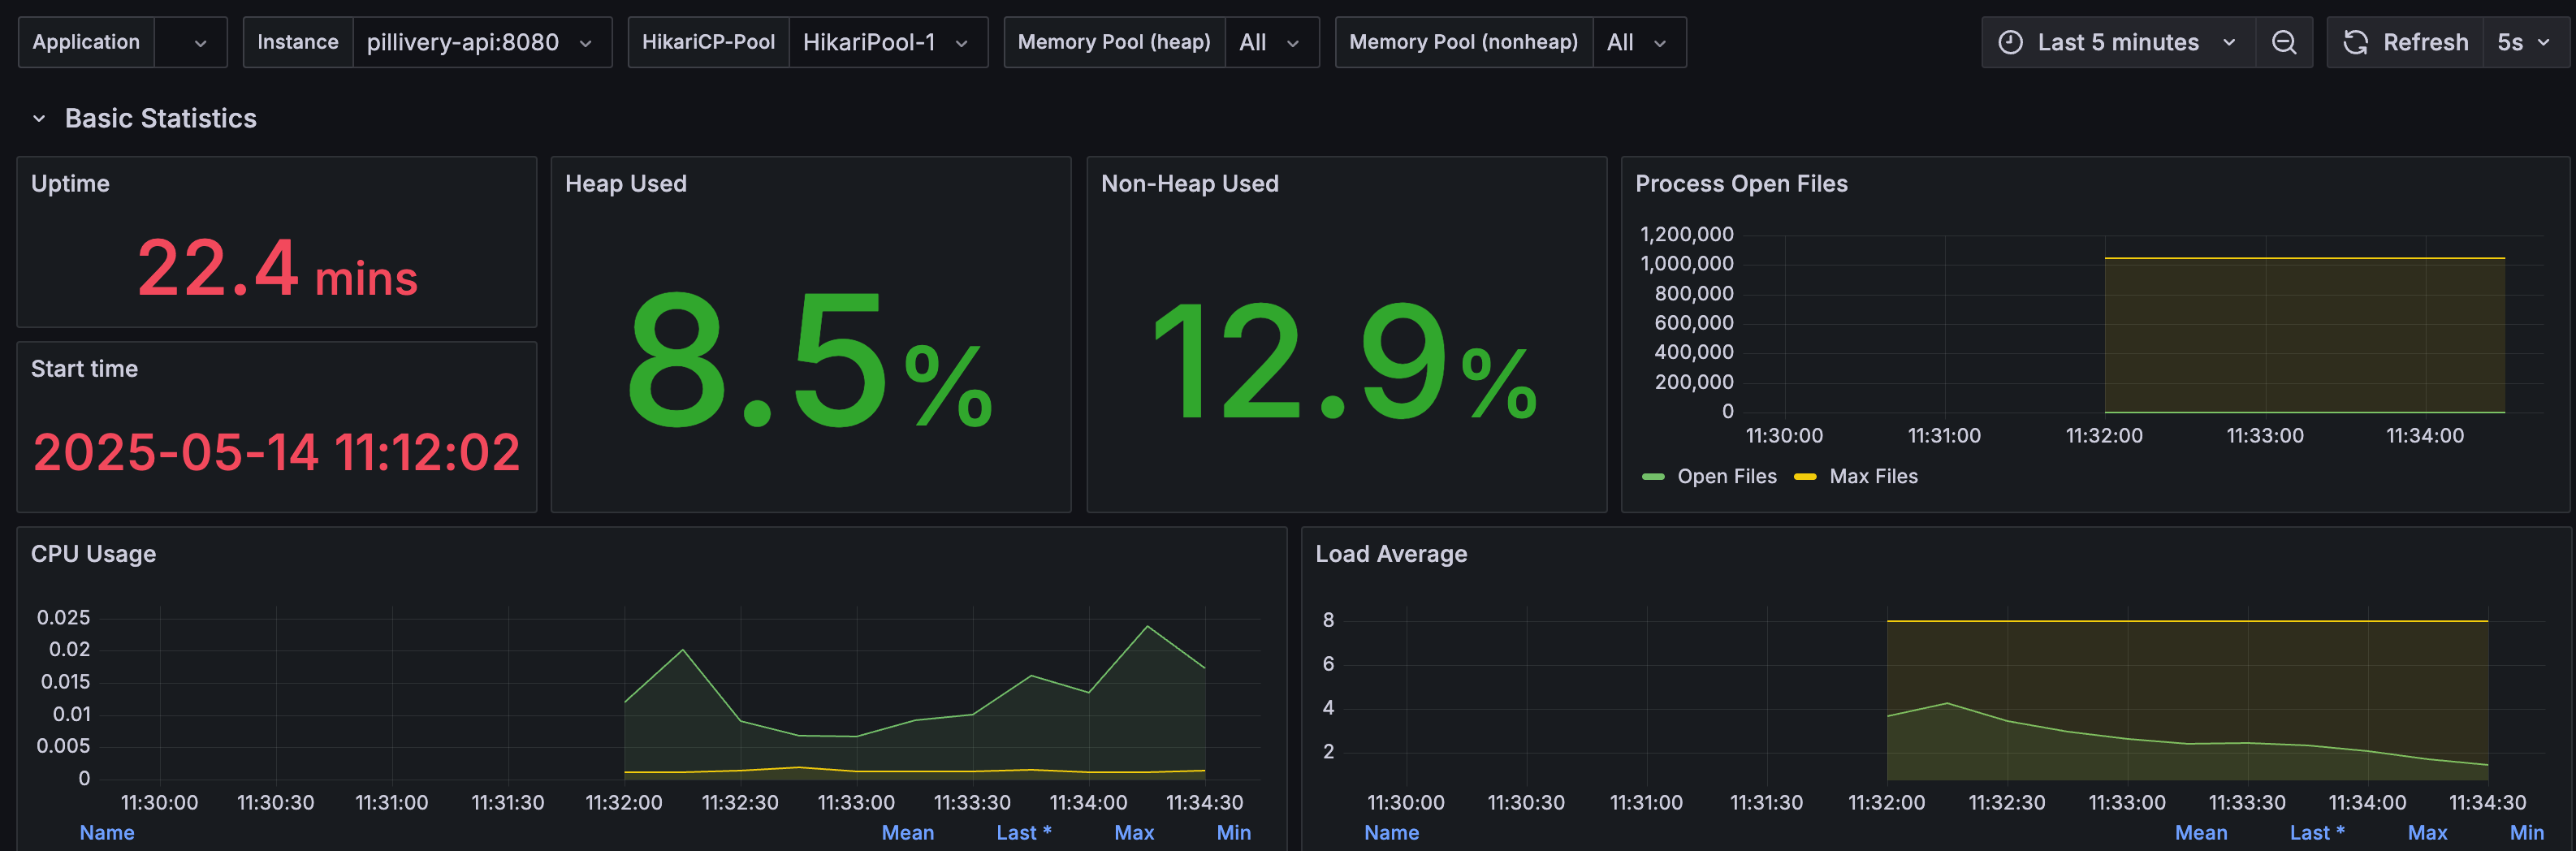 Application
Instance pillivery-api:8080
HikariCP-Pool HikariPool-1
Memory Pool (heap) All
Memory Pool (nonheap) All
Last 5 minutes
Refresh 5s
Basic Statistics
Uptime
22.4 mins
Start time
2025-05-14 11:12:02
Heap Used
8.5%
Non-Heap Used
12.9%
Process Open Files
1,200,000
1,000,000
800,000
600,000
400,000
200,000
0
11:30:00 11:31:00 11:32:00 11:33:00 11:34:00
Open Files Max Files
CPU Usage
0.025
0.02
0.015
0.01
0.005
0
11:30:00 11:30:30 11:31:00 11:31:30 11:32:00 11:32:30 11:33:00 11:33:30 11:34:00 11:34:30
Name Mean Last * Max Min
Load Average
8
6
4
2
11:30:00 11:30:30 11:31:00 11:31:30 11:32:00 11:32:30 11:33:00 11:33:30 11:34:00 11:34:30
Name Mean Last * Max Min